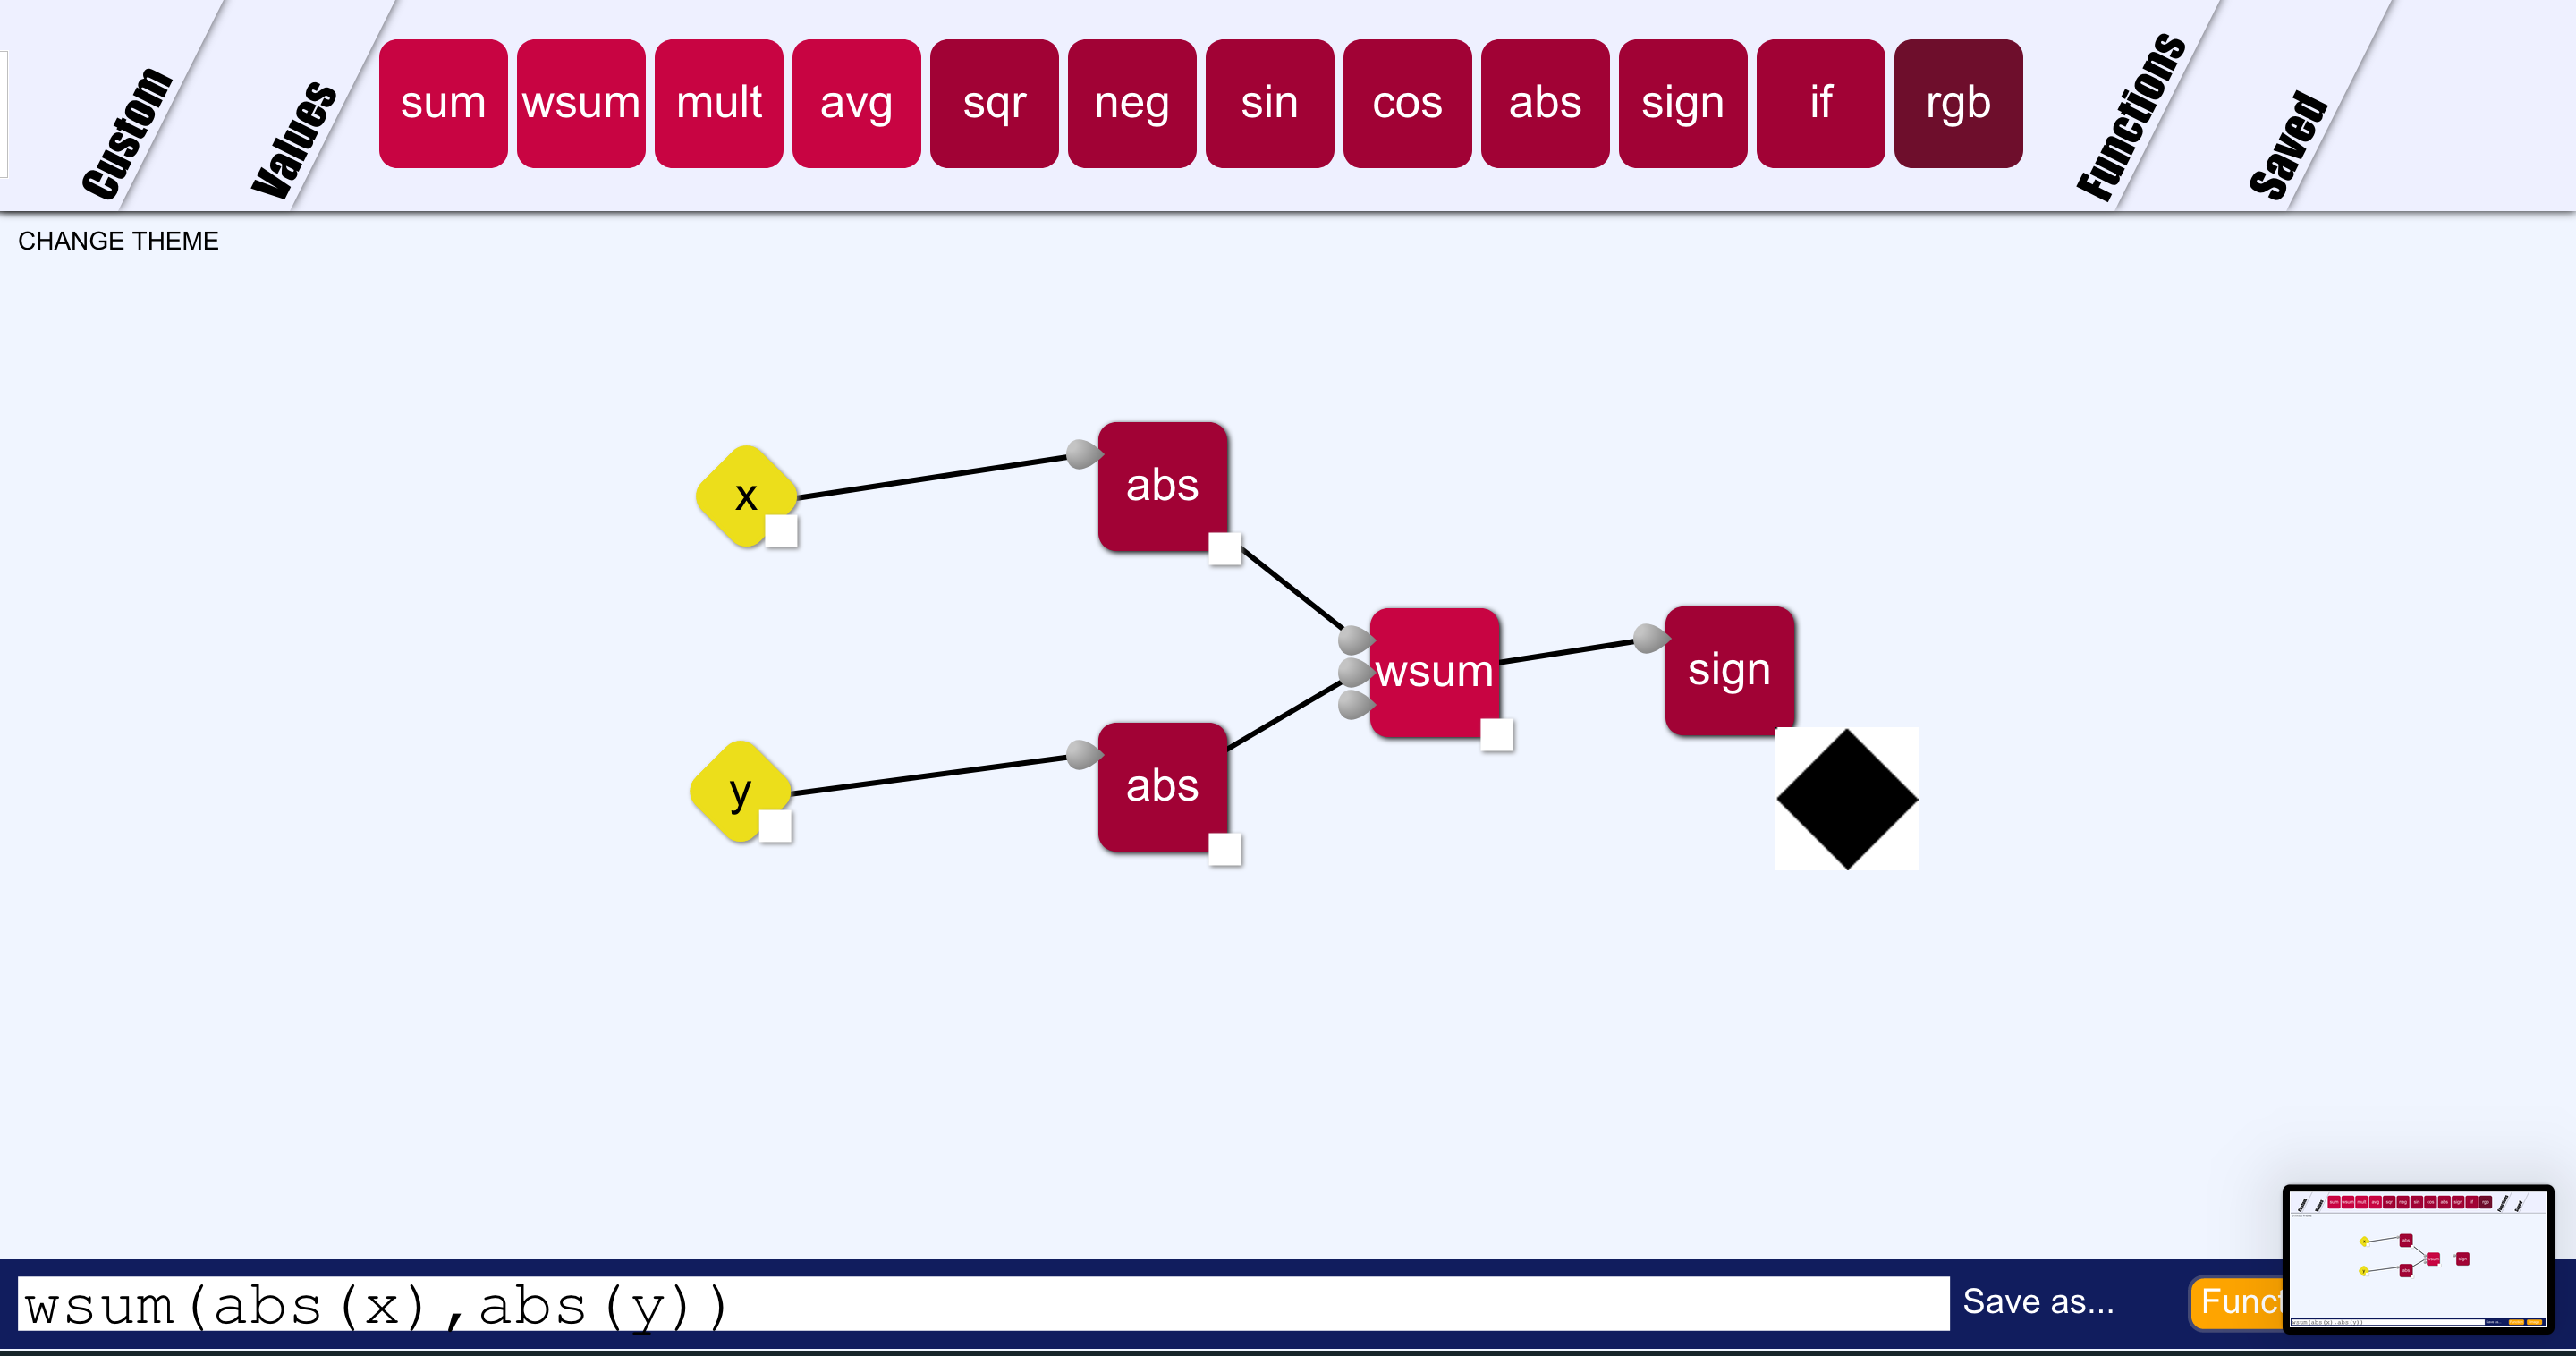 Custom
Values
sum wsum mult avg sqr neg sin cos abs sign if rgb
Functions
Saved
CHANGE THEME
x
abs
wsum
sign
y
abs
wsum(abs(x),abs(y))
Save as...
Funct